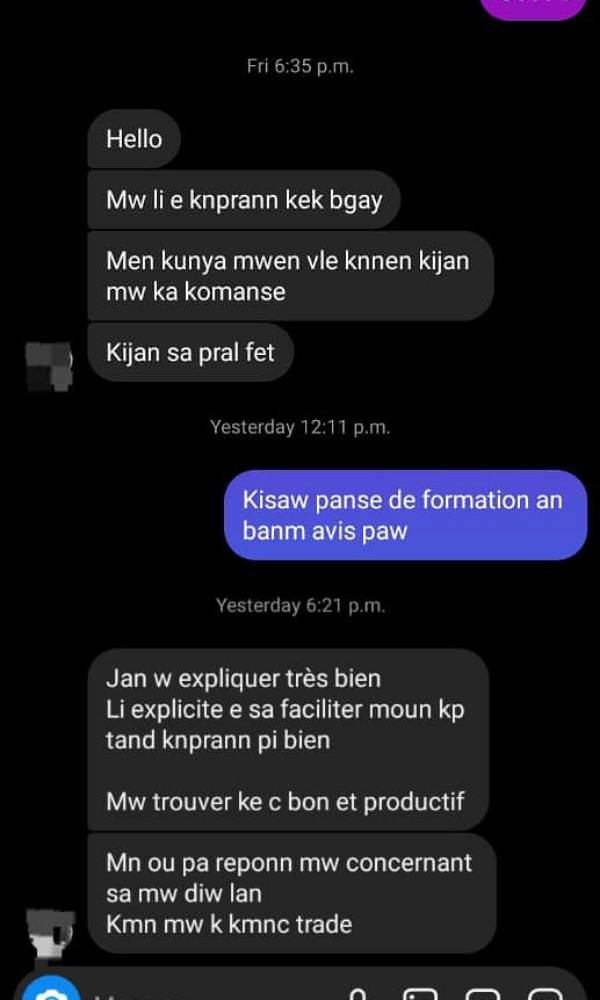 Fri 6:35 p.m.
Hello
Mw li e knprann kek bgay
Men kunya mwen vle knnen kijan
mw ka komanse
Kijan sa pral fet
Yesterday 12:11 p.m.
Kisaw panse de formation an
banm avis paw
Yesterday 6:21 p.m.
Jan w expliquer très bien
Li explicite e sa faciliter moun kp
tand knprann pi bien
Mw trouver ke c bon et productif
Mn ou pa reponn mw concernant
sa mw diw lan
Kmn mw k kmnc trade